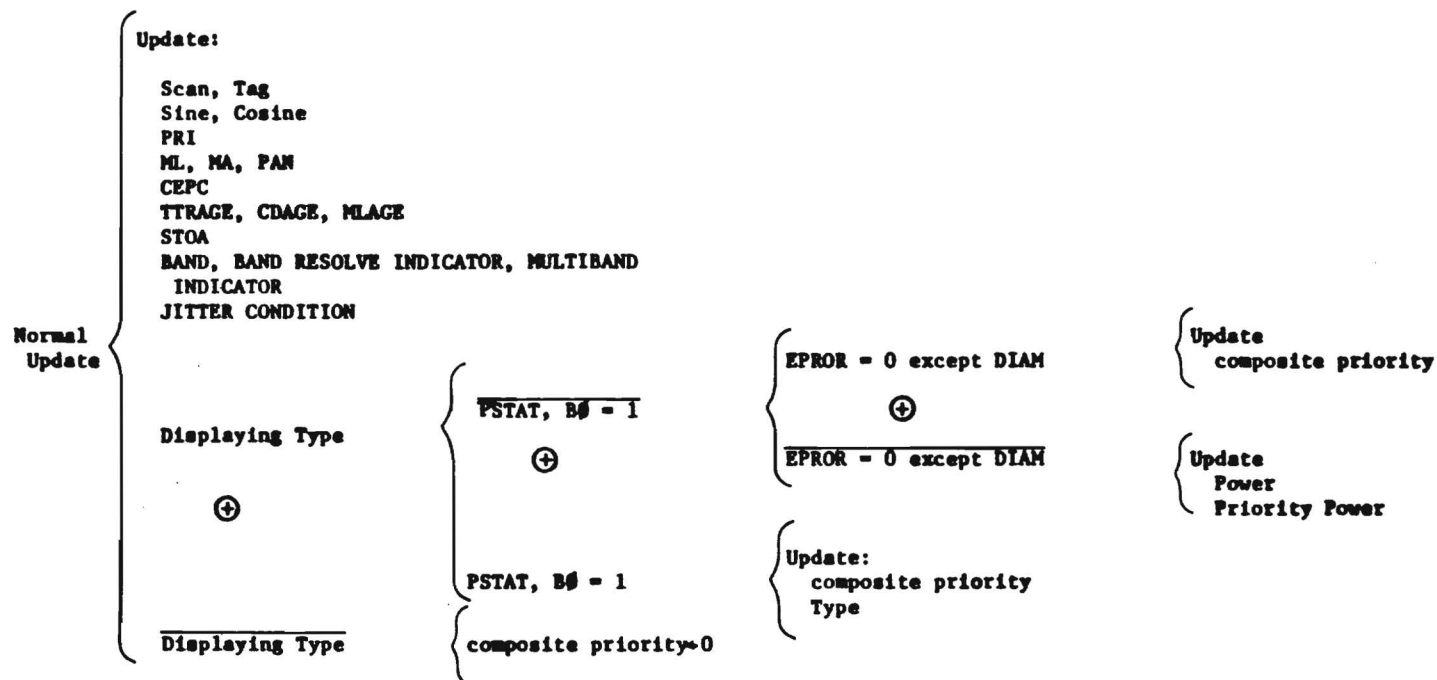 Update:
Scan, Tag
Sine, Cosine
PRI
ML, MA, PAN
CEPC
TTRAGE, CDAGE, MLAGE
STOA
BAND, BAND RESOLVE INDICATOR, MULTIBAND
INDICATOR
JITTER CONDITION
Normal
Update
Displaying Type
⊕
Displaying Type
PSTAT, BØ = 1
⊕
PSTAT, BØ = 1
composite priority←0
EPROR = 0 except DIAM
⊕
EPROR = 0 except DIAM
Update:
composite priority
Type
Update
composite priority
Update
Power
Priority Power